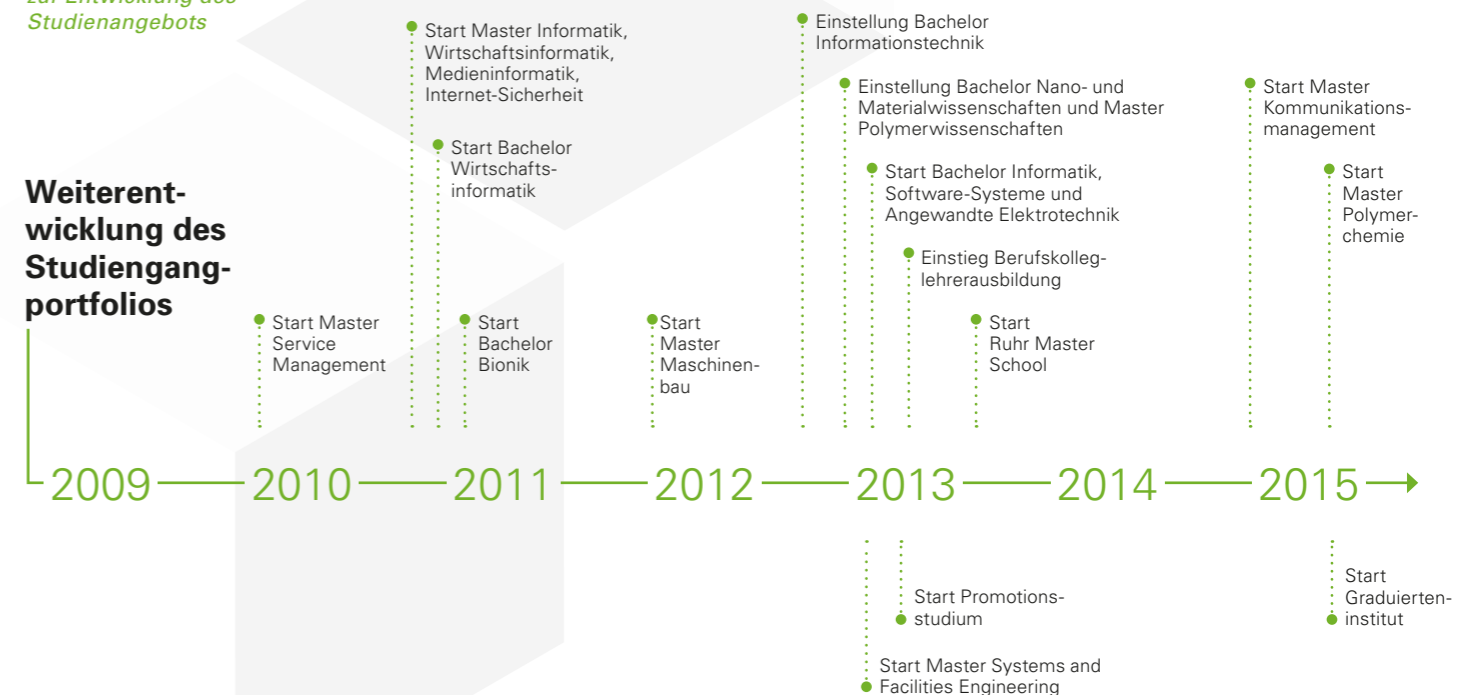 zur Entwicklung des
Studienangebots
Start Master Informatik,
Wirtschaftsinformatik,
Medieninformatik,
Internet-Sicherheit
Start Bachelor
Wirtschafts-
informatik
Einstellung Bachelor
Informationstechnik
Einstellung Bachelor Nano- und
Materialwissenschaften und Master
Polymerwissenschaften
Start Bachelor Informatik,
Software-Systeme und
Angewandte Elektrotechnik
Einstieg Berufskolleg-
lehrerausbildung
Start Master
Kommunikations-
management
Start
Master
Polymer-
chemie
Weiterent-
wicklung des
Studiengang-
portfolios
Start Master
Service
Management
Start
Bachelor
Bionik
Start
Master
Maschinen-
bau
Start
Ruhr Master
School
2009 2010 2011 2012 2013 2014 2015
Start Promotions-
studium
Start Master Systems and
Facilities Engineering
Start
Graduierten-
institut